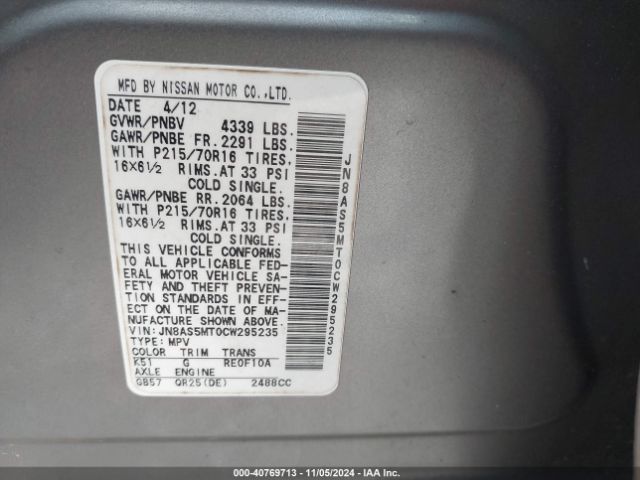 MFD BY NISSAN MOTOR CO.,LTD.
DATE 4/12
GVWR/PNBV 4339 LBS.
GAWR/PNBE FR. 2291 LBS.
WITH P215/70R16 TIRES,
16X6½ RIMS.AT 33 PSI
COLD SINGLE.
GAWR/PNBE RR. 2064 LBS.
WITH P215/70R16 TIRES,
16X6½ RIMS.AT 33 PSI
COLD SINGLE.
THIS VEHICLE CONFORMS
TO ALL APPLICABLE FED-
ERAL MOTOR VEHICLE SA-
FETY AND THEFT PREVEN-
TION STANDARDS IN EFF-
ECT ON THE DATE OF MA-
NUFACTURE SHOWN ABOVE.
VIN: JN8AS5MT0CW295235
TYPE: MPV
COLOR TRIM TRANS
K51 G RE0F10A
AXLE ENGINE
GB57 QR25(DE) 2488CC
JN8AS5MT0CW295235
000-40769713 - 11/05/2024 - IAA Inc.